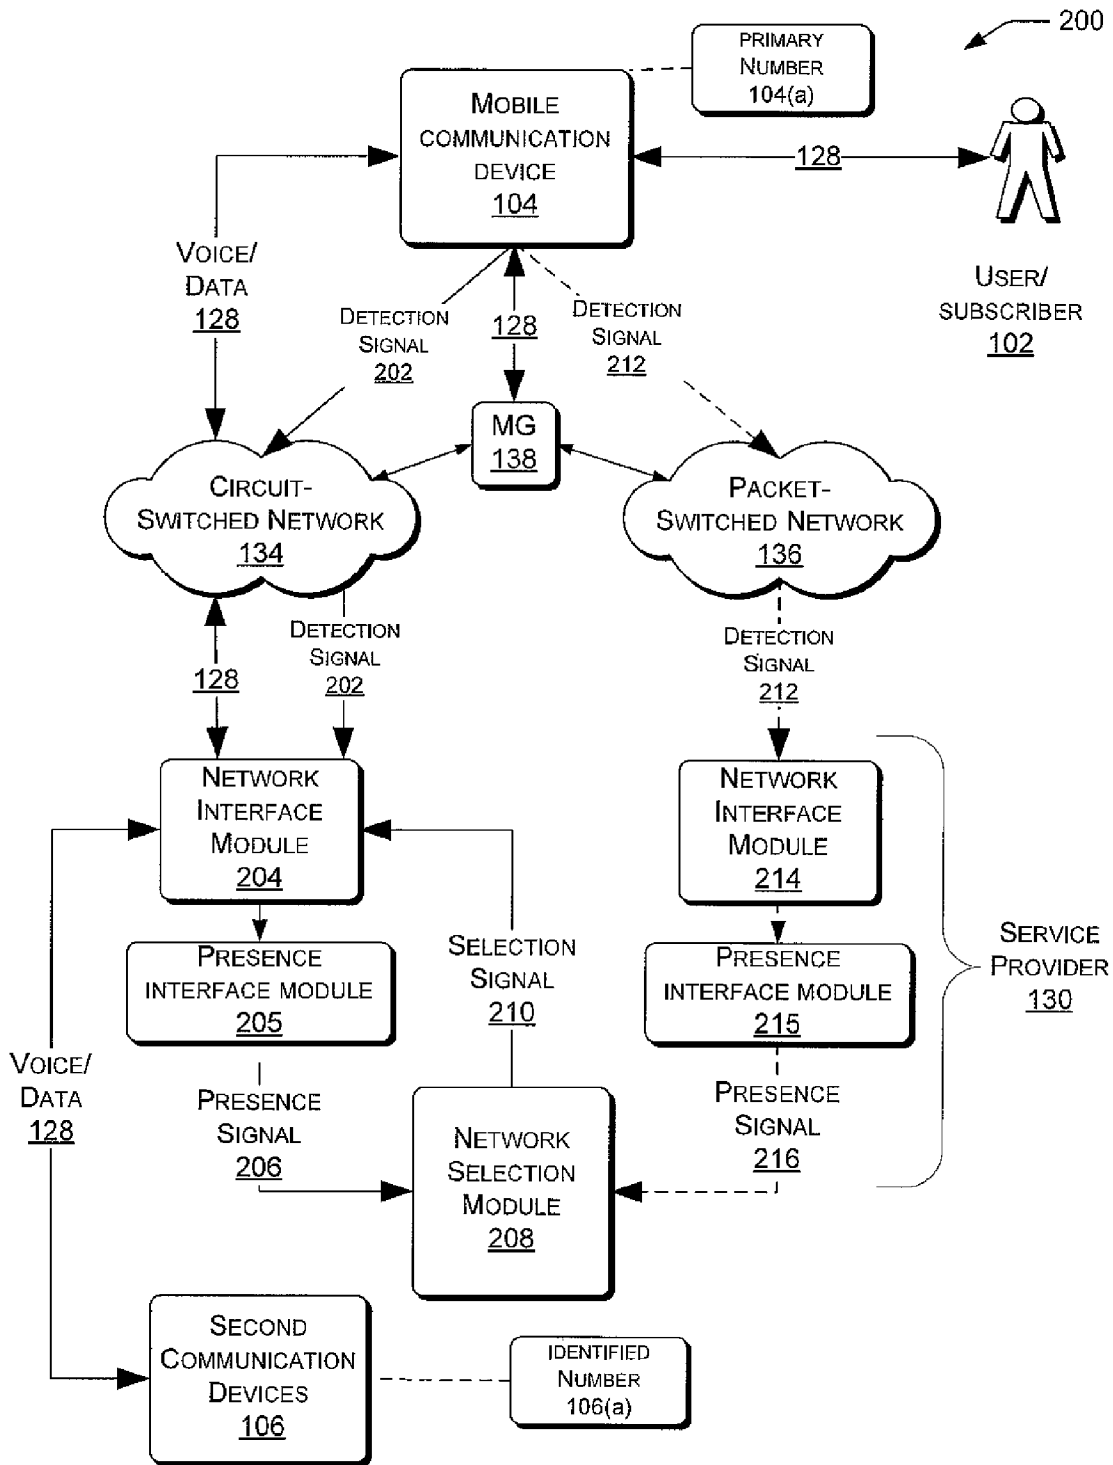 200
PRIMARY
NUMBER
104(a)
MOBILE
COMMUNICATION
DEVICE
104
128
USER/
SUBSCRIBER
102
VOICE/
DATA
128
DETECTION
SIGNAL
202
128
DETECTION
SIGNAL
212
MG
138
CIRCUIT-
SWITCHED NETWORK
134
PACKET-
SWITCHED NETWORK
136
128
DETECTION
SIGNAL
202
DETECTION
SIGNAL
212
NETWORK
INTERFACE
MODULE
204
NETWORK
INTERFACE
MODULE
214
PRESENCE
INTERFACE MODULE
205
SELECTION
SIGNAL
210
PRESENCE
INTERFACE MODULE
215
SERVICE
PROVIDER
130
VOICE/
DATA
128
PRESENCE
SIGNAL
206
NETWORK
SELECTION
MODULE
208
PRESENCE
SIGNAL
216
SECOND
COMMUNICATION
DEVICES
106
IDENTIFIED
NUMBER
106(a)